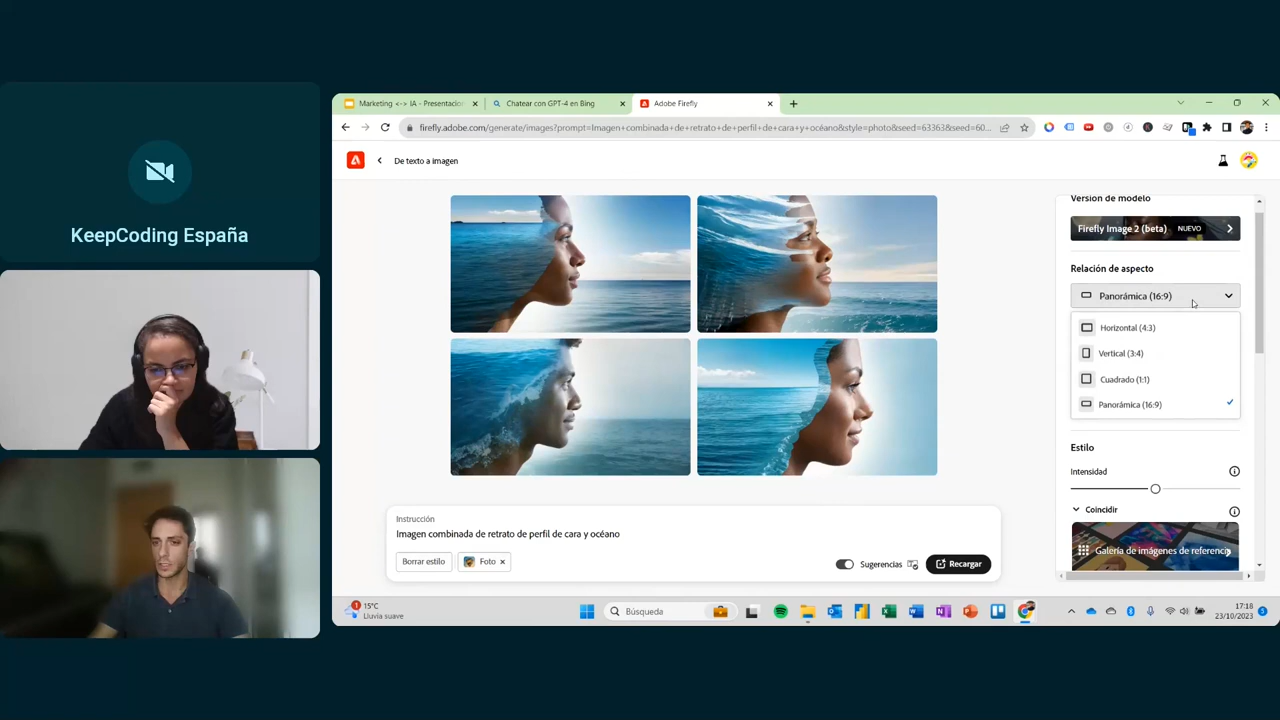 KeepCoding España
Marketing <-> IA - Presentacio
Chatear con GPT-4 en Bing
Adobe Firefly
firefly.adobe.com/generate/images?prompt=Imagen+combinada+de+retrato+de+perfil+de+cara+y+océano&style=photo&seed=63363&seed=60...
De texto a imagen
Versión de modelo
Firefly Image 2 (beta)
NUEVO
Relación de aspecto
Panorámica (16:9)
Horizontal (4:3)
Vertical (3:4)
Cuadrado (1:1)
Panorámica (16:9)
Estilo
Intensidad
Coincidir
Galería de imágenes de referencia
Instrucción
Imagen combinada de retrato de perfil de cara y océano
Borrar estilo
Foto
Sugerencias
Recargar
1
15°C
Lluvia suave
Búsqueda
17:18
23/10/2023
5